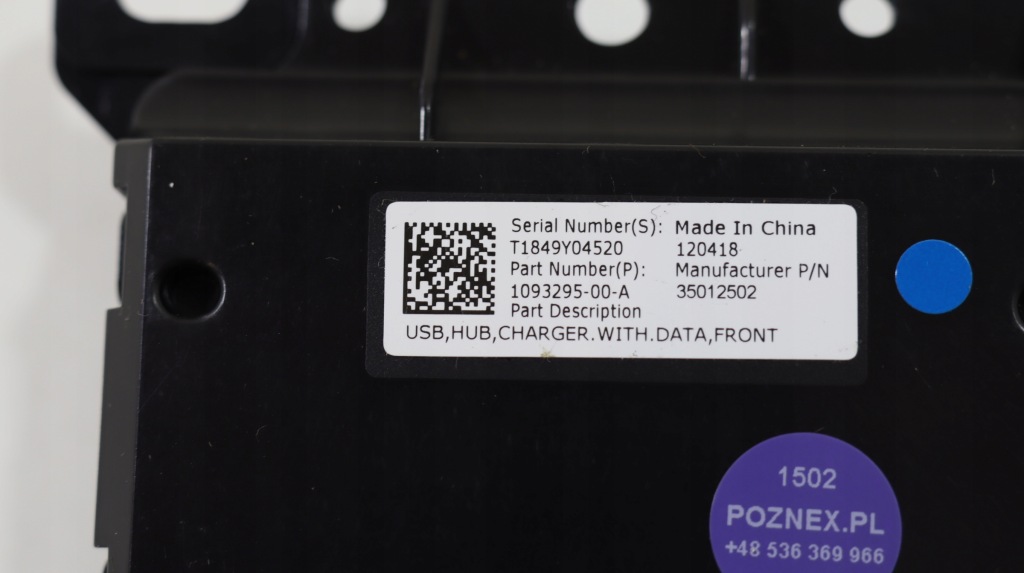 Serial Number(S): Made In China
T1849Y04520 120418
Part Number(P): Manufacturer P/N
1093295-00-A 35012502
Part Description
USB,HUB,CHARGER.WITH.DATA,FRONT
1502
POZNEX.PL
+48 536 369 966